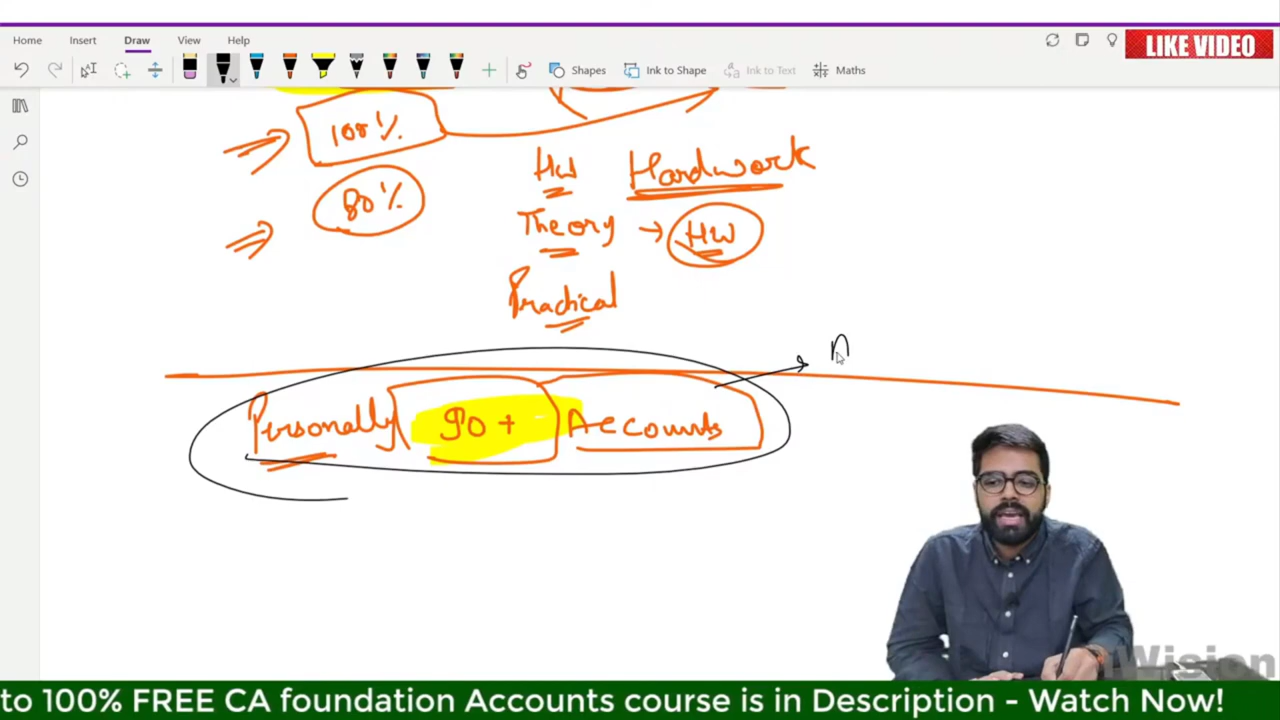 Home Insert Draw View Help
LIKE VIDEO
Shapes Ink to Shape Ink to Text Maths
100%
HW Hardwork
80%
Theory → HW
Practical
Personally 90+ Accounts
Wision
to 100% FREE CA foundation Accounts course is in Description - Watch Now!